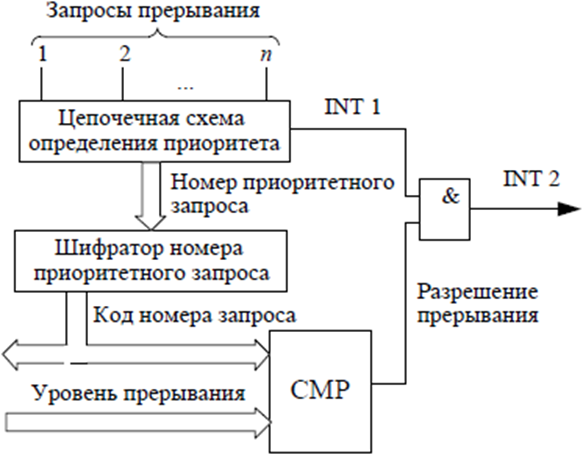 Запросы прерывания
1 2 ... n
Цепочечная схема
определения приоритета
INT 1
Номер приоритетного
запроса
&
INT 2
Шифратор номера
приоритетного запроса
Код номера запроса
Разрешение
прерывания
Уровень прерывания
CMP